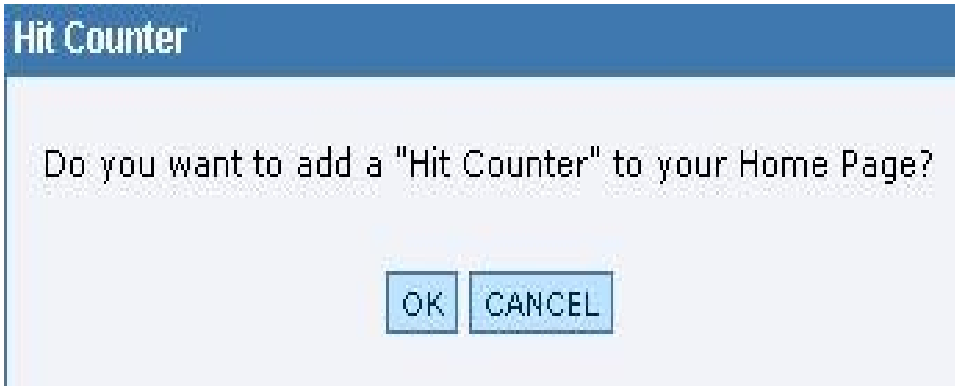 Hit Counter
Do you want to add a "Hit Counter" to your Home Page?
OK CANCEL